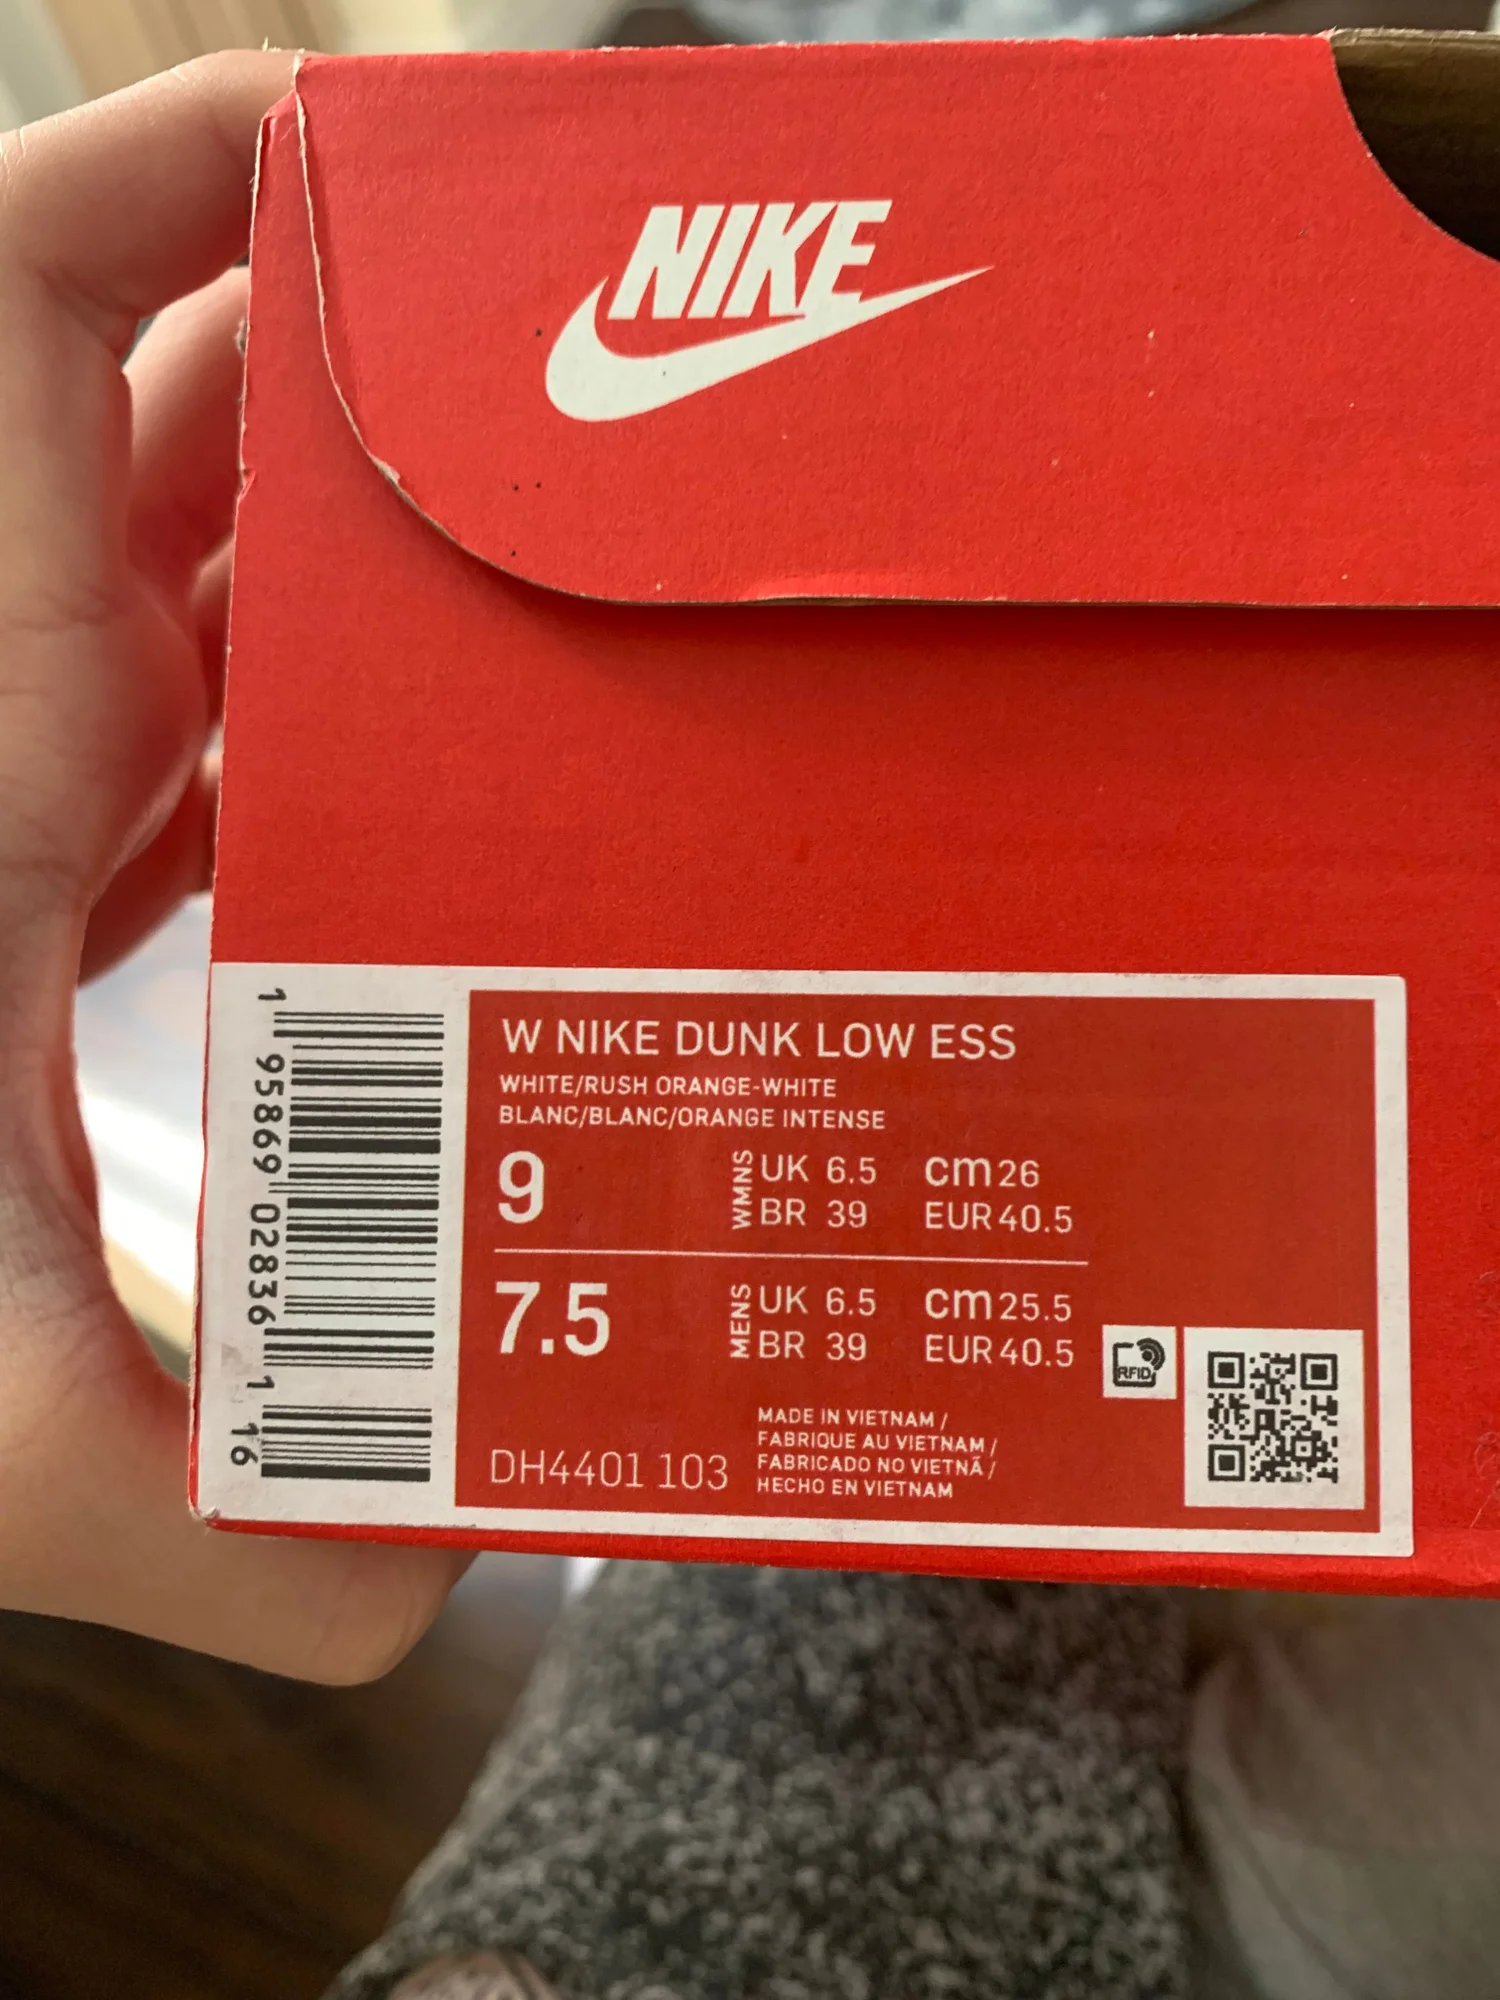 NIKE
W NIKE DUNK LOW ESS
WHITE/RUSH ORANGE-WHITE
BLANC/BLANC/ORANGE INTENSE
9 WMNS UK 6.5 cm 26
BR 39 EUR 40.5
7.5 MENS UK 6.5 cm 25.5
BR 39 EUR 40.5
RFID
DH4401 103
MADE IN VIETNAM /
FABRIQUE AU VIETNAM /
FABRICADO NO VIETNÃ /
HECHO EN VIETNAM
1 95869 02836 1 16